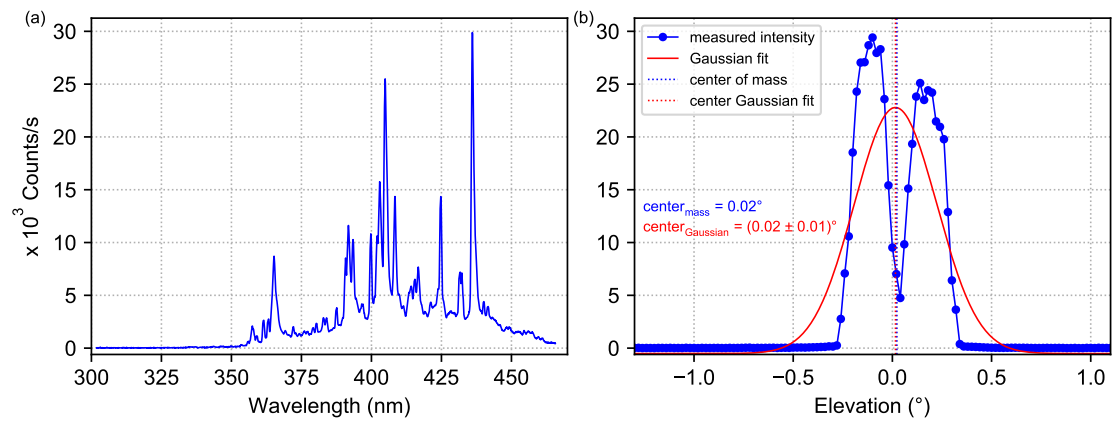 (a)
30
25
20
15
10
5
0
x 10³ Counts/s
300 325 350 375 400 425 450
Wavelength (nm)
(b)
measured intensity
Gaussian fit
center of mass
center Gaussian fit
30
25
20
15
10
5
0
center_mass = 0.02°
center_Gaussian = (0.02 ± 0.01)°
−1.0 −0.5 0.0 0.5 1.0
Elevation (°)